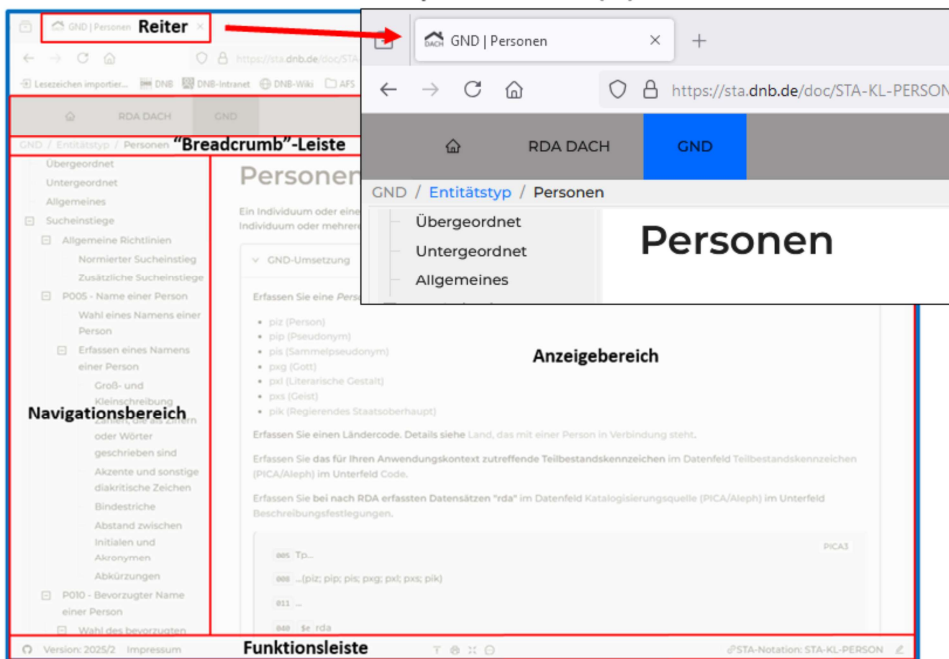 GND | Personen Reiter
https://sta.dnb.de/doc/STA
Lesezeichen importier... DNB DNB-Intranet DNB-Wiki AFS
RDA DACH GND
GND / Entitätstyp / Personen "Breadcrumb"-Leiste
GND | Personen
https://sta.dnb.de/doc/STA-KL-PERSON
RDA DACH GND
GND / Entitätstyp / Personen
Übergeordnet
Untergeordnet
Allgemeines
Personen
Übergeordnet
Untergeordnet
Allgemeines
Sucheinstiege
Allgemeine Richtlinien
Normierter Sucheinstieg
Zusätzliche Sucheinstiege
P005 - Name einer Person
Wahl eines Namens einer
Person
Erfassen eines Namens
einer Person
Groß- und
Kleinschreibung
Navigationsbereich
Zahlen, die als Ziffern
oder Wörter
geschrieben sind
Akzente und sonstige
diakritische Zeichen
Bindestriche
Abstand zwischen
Initialen und
Akronymen
Abkürzungen
P010 - Bevorzugter Name
einer Person
Wahl des bevorzugten
Personen
Ein Individuum oder eine
Individuum oder mehrere
GND-Umsetzung
Erfassen Sie eine Pers
• piz (Person)
• pip (Pseudonym)
• pis (Sammelpseudonym)
• pxg (Gott)
• pxl (Literarische Gestalt)
• pxs (Geist)
• pik (Regierendes Staatsoberhaupt)
Anzeigebereich
Erfassen Sie einen Ländercode. Details siehe Land, das mit einer Person in Verbindung steht.
Erfassen Sie das für Ihren Anwendungskontext zutreffende Teilbestandskennzeichen im Datenfeld Teilbestandskennzeichen
(PICA/Aleph) im Unterfeld Code.
Erfassen Sie bei nach RDA erfassten Datensätzen "rda" im Datenfeld Katalogisierungsquelle (PICA/Aleph) im Unterfeld
Beschreibungsfestlegungen.
PICA3
005 Tp...
008 ...(piz; pip; pis; pxg; pxl; pxs; pik)
011 ...
040 $e rda
Version: 2025/2 Impressum Funktionsleiste STA-Notation: STA-KL-PERSON